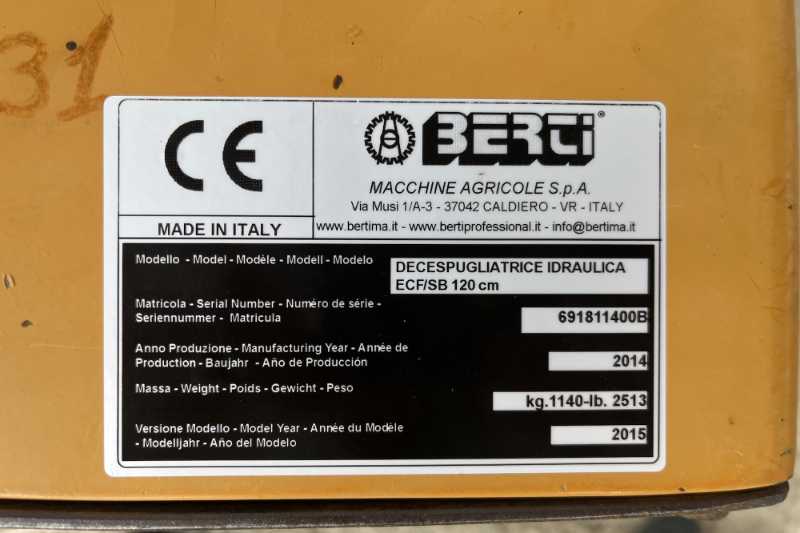 31
CE
BERTI®
MACCHINE AGRICOLE S.p.A.
Via Musi 1/A-3 - 37042 CALDIERO - VR - ITALY
MADE IN ITALY
www.bertima.it - www.bertiprofessional.it - info@bertima.it
Modello - Model - Modèle - Modell - Modelo
DECESPUGLIATRICE IDRAULICA
ECF/SB 120 cm
Matricola - Serial Number - Numéro de série -
Seriennummer - Matricula
691811400B
Anno Produzione - Manufacturing Year - Année de
Production - Baujahr - Año de Producción
2014
Massa - Weight - Poids - Gewicht - Peso
kg.1140-lb. 2513
Versione Modello - Model Year - Année du Modèle
- Modelljahr - Año del Modelo
2015